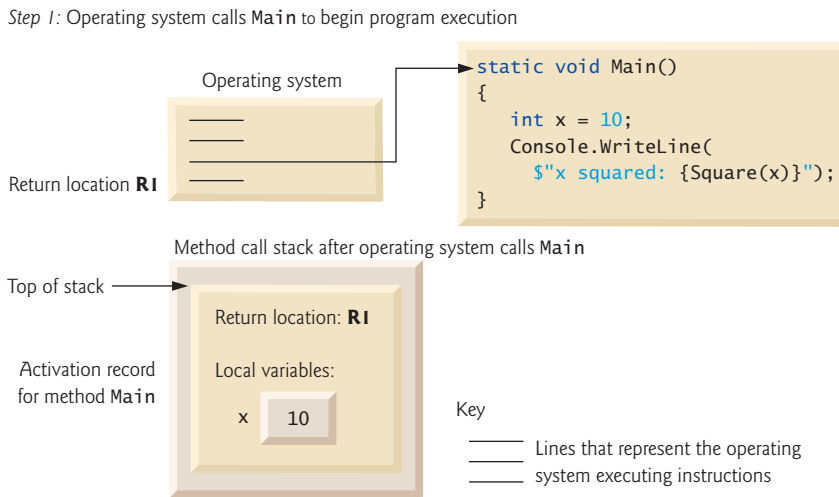 Step 1: Operating system calls Main to begin program execution
Operating system
Return location R1
static void Main()
{
int x = 10;
Console.WriteLine(
$"x squared: {Square(x)}");
}
Method call stack after operating system calls Main
Top of stack
Return location: R1
Activation record
for method Main
Local variables:
x 10
Key
Lines that represent the operating
system executing instructions